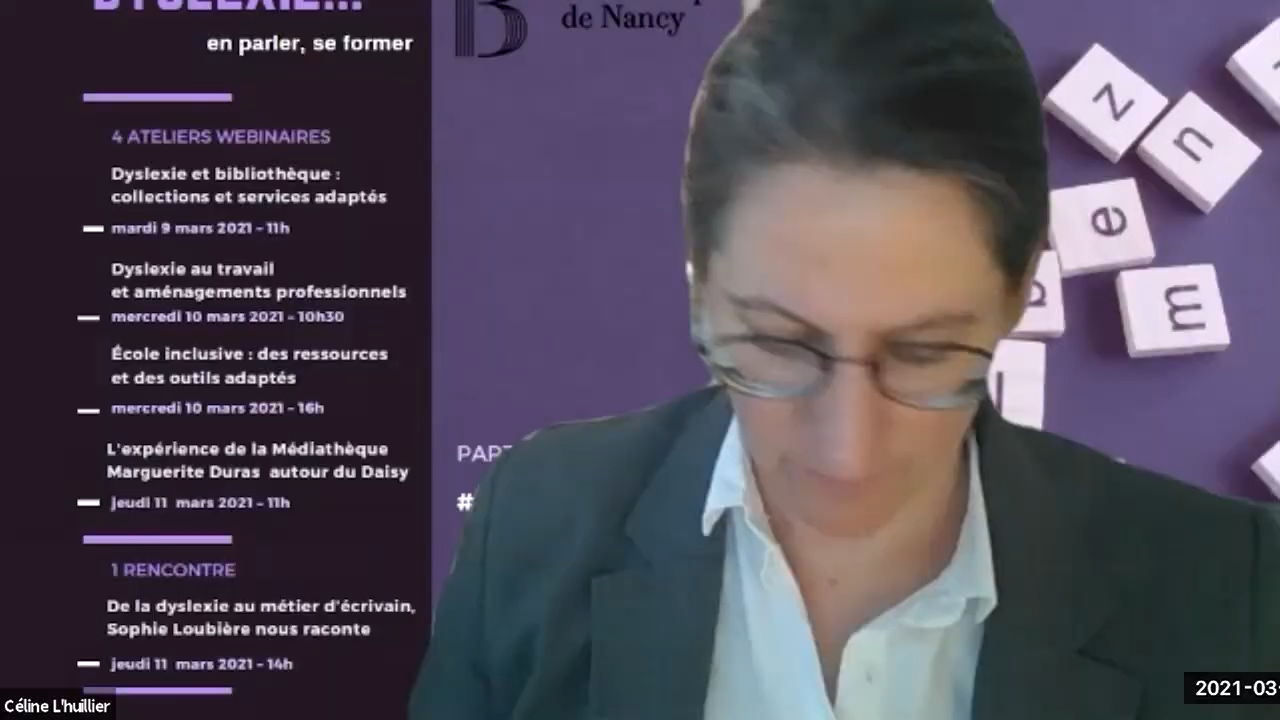 DYSLEXIE...
en parler, se former
4 ATELIERS WEBINAIRES
Dyslexie et bibliothèque :
collections et services adaptés
mardi 9 mars 2021 - 11h
Dyslexie au travail
et aménagements professionnels
mercredi 10 mars 2021 - 10h30
École inclusive : des ressources
et des outils adaptés
mercredi 10 mars 2021 - 16h
L'expérience de la Médiathèque
Marguerite Duras autour du Daisy
jeudi 11 mars 2021 - 11h
1 RENCONTRE
De la dyslexie au métier d'écrivain,
Sophie Loubière nous raconte
jeudi 11 mars 2021 - 14h
Céline L'huillier
B
de Nancy
PART
#
z
n
e
m
2021-03-